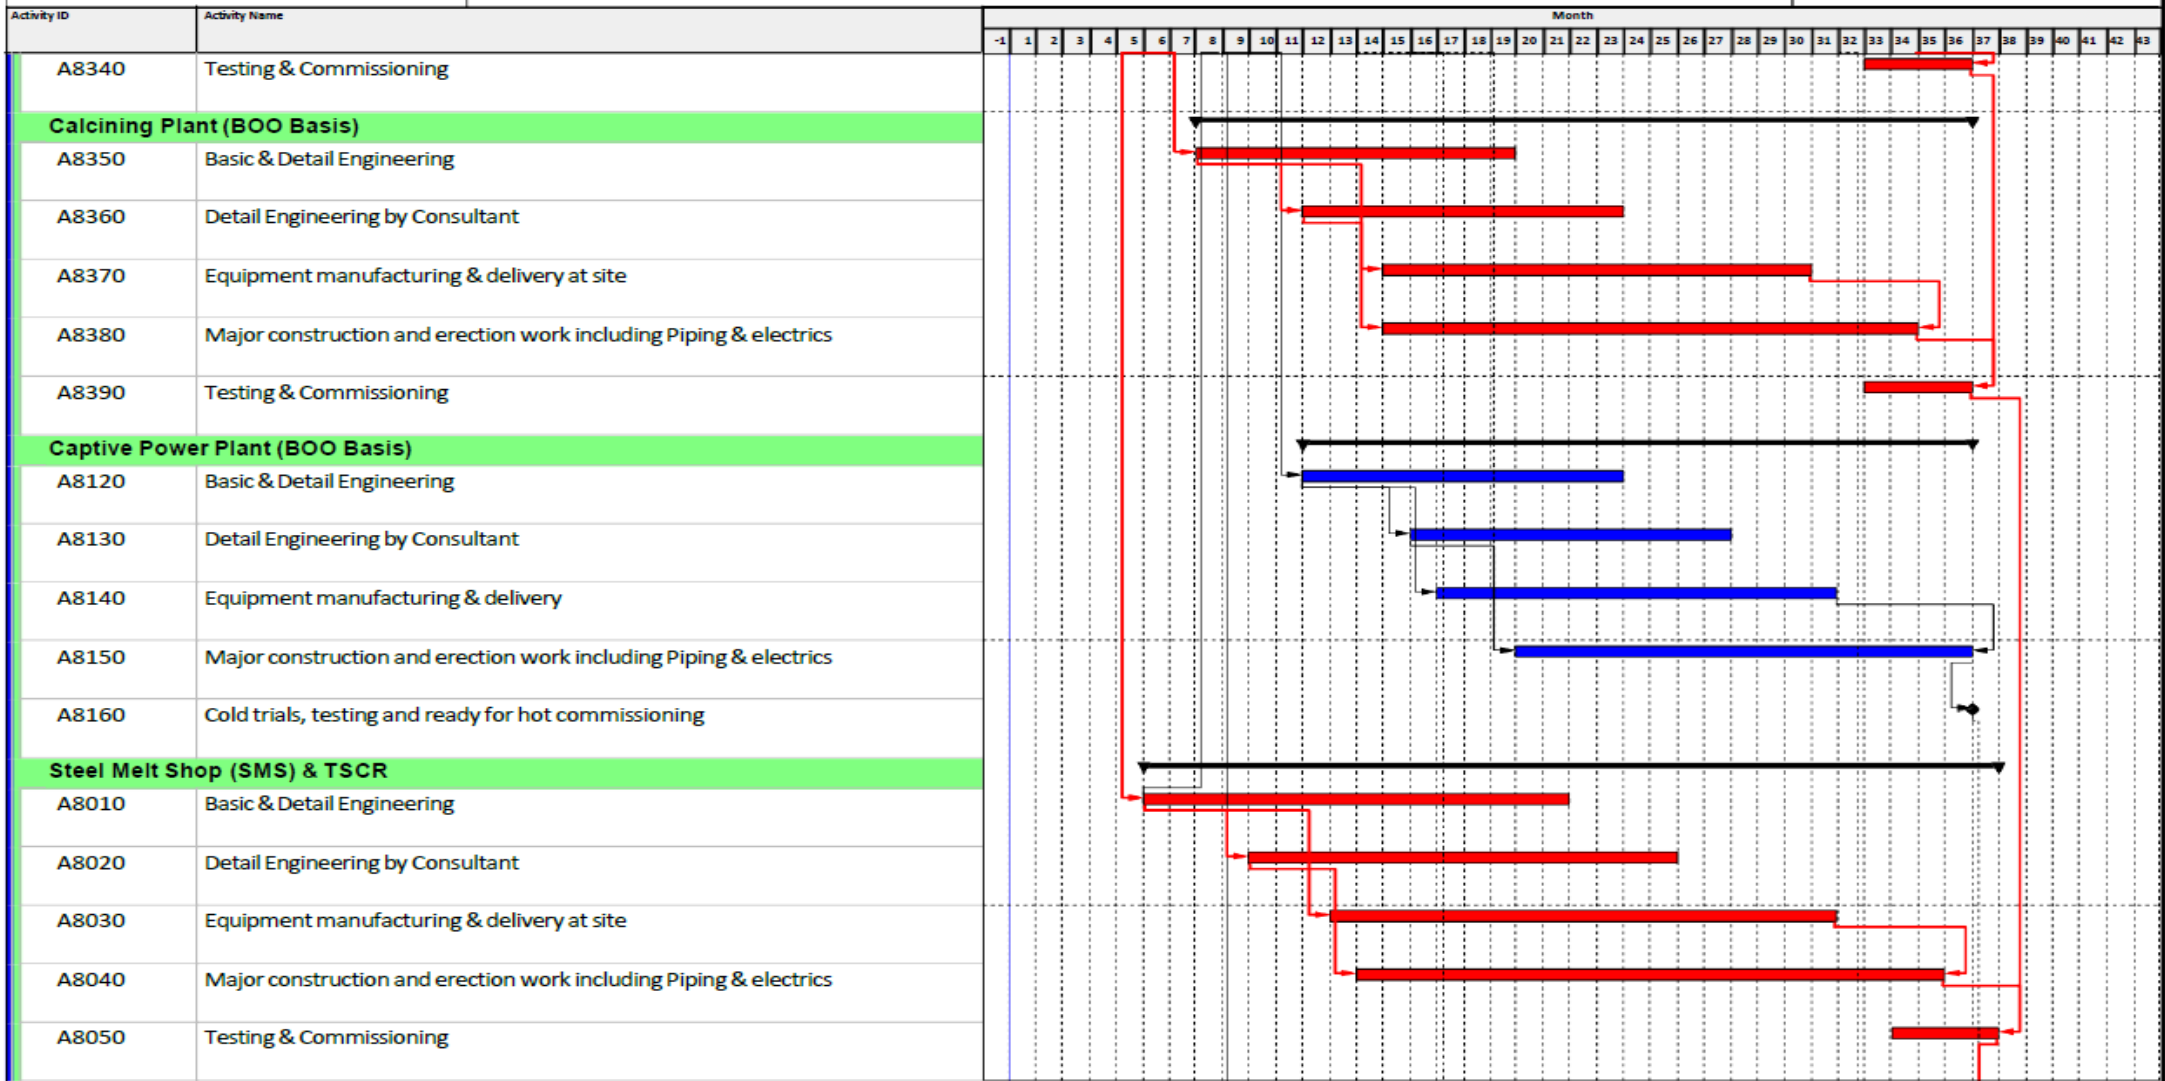 Activity ID Activity Name Month
-1 1 2 3 4 5 6 7 8 9 10 11 12 13 14 15 16 17 18 19 20 21 22 23 24 25 26 27 28 29 30 31 32 33 34 35 36 37 38 39 40 41 42 43
A8340 Testing & Commissioning
Calcining Plant (BOO Basis)
A8350 Basic & Detail Engineering
A8360 Detail Engineering by Consultant
A8370 Equipment manufacturing & delivery at site
A8380 Major construction and erection work including Piping & electrics
A8390 Testing & Commissioning
Captive Power Plant (BOO Basis)
A8120 Basic & Detail Engineering
A8130 Detail Engineering by Consultant
A8140 Equipment manufacturing & delivery
A8150 Major construction and erection work including Piping & electrics
A8160 Cold trials, testing and ready for hot commissioning
Steel Melt Shop (SMS) & TSCR
A8010 Basic & Detail Engineering
A8020 Detail Engineering by Consultant
A8030 Equipment manufacturing & delivery at site
A8040 Major construction and erection work including Piping & electrics
A8050 Testing & Commissioning